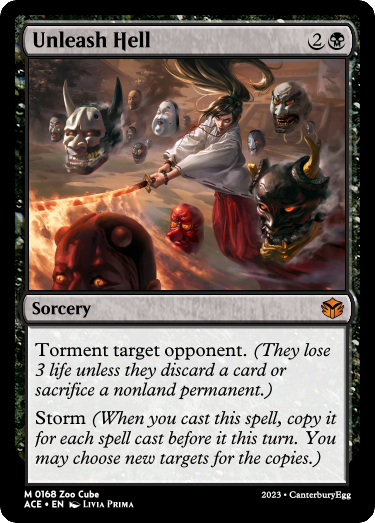 Unleash Hell 2
Sorcery
Torment target opponent. (They lose
3 life unless they discard a card or
sacrifice a nonland permanent.)
Storm (When you cast this spell, copy it
for each spell cast before it this turn. You
may choose new targets for the copies.)
M 0168 Zoo Cube
ACE • EN Livia Prima
2023 • CanterburyEgg